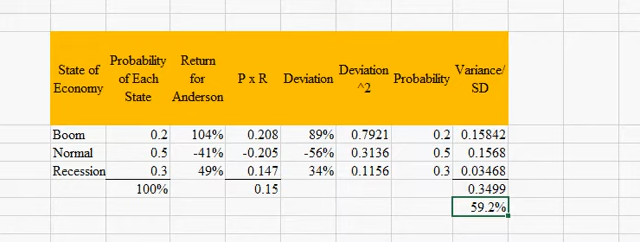 State of Economy Probability of Each State Return for Anderson P x R Deviation Deviation ^2 Probability Variance/ SD
Boom 0.2 104% 0.208 89% 0.7921 0.2 0.15842
Normal 0.5 -41% -0.205 -56% 0.3136 0.5 0.1568
Recession 0.3 49% 0.147 34% 0.1156 0.3 0.03468
100% 0.15 0.3499
59.2%